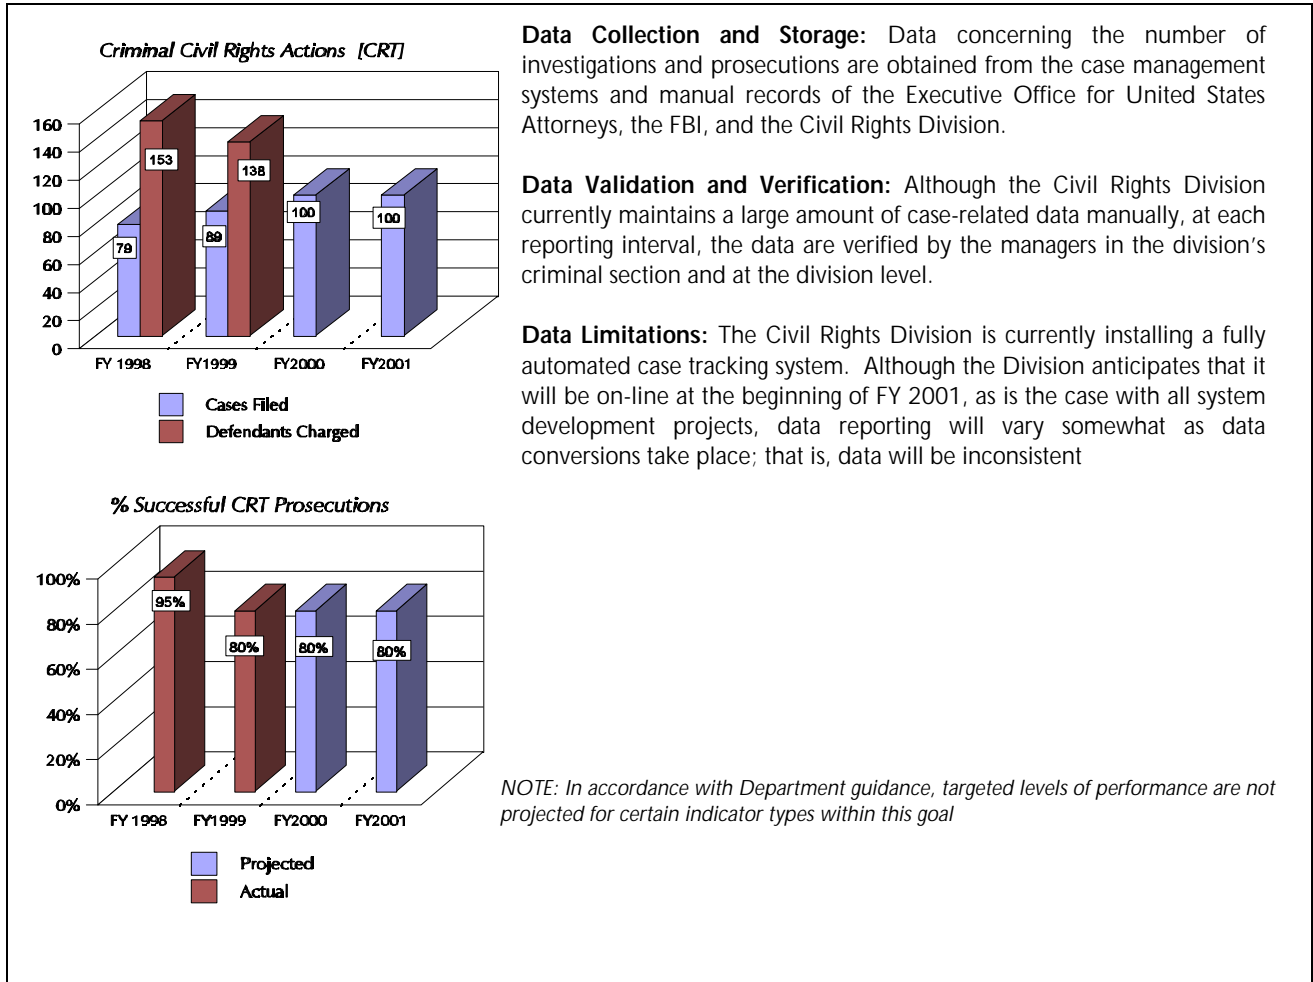 Criminal Civil Rights Actions [CRT]
160
140
120
100
80
60
40
20
0
153
138
79
89
100
100
FY 1998
FY1999
FY2000
FY2001
Cases Filed
Defendants Charged
% Successful CRT Prosecutions
100%
80%
60%
40%
20%
0%
95%
80%
80%
80%
FY 1998
FY1999
FY2000
FY2001
Projected
Actual
Data Collection and Storage: Data concerning the number of
investigations and prosecutions are obtained from the case management
systems and manual records of the Executive Office for United States
Attorneys, the FBI, and the Civil Rights Division.
Data Validation and Verification: Although the Civil Rights Division
currently maintains a large amount of case-related data manually, at each
reporting interval, the data are verified by the managers in the division's
criminal section and at the division level.
Data Limitations: The Civil Rights Division is currently installing a fully
automated case tracking system. Although the Division anticipates that it
will be on-line at the beginning of FY 2001, as is the case with all system
development projects, data reporting will vary somewhat as data
conversions take place; that is, data will be inconsistent
NOTE: In accordance with Department guidance, targeted levels of performance are not
projected for certain indicator types within this goal